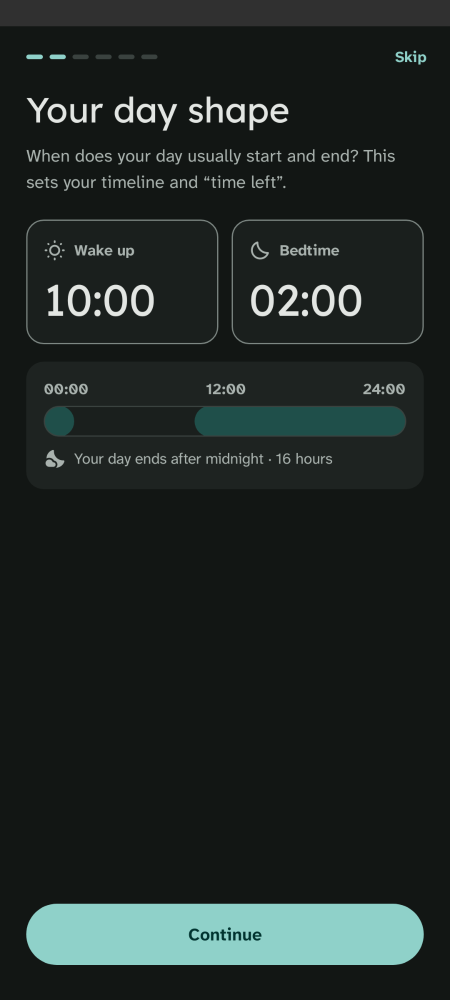 Skip
Your day shape
When does your day usually start and end? This
sets your timeline and “time left”.
Wake up
Bedtime
10:00
02:00
00:00
12:00
24:00
Your day ends after midnight · 16 hours
Continue